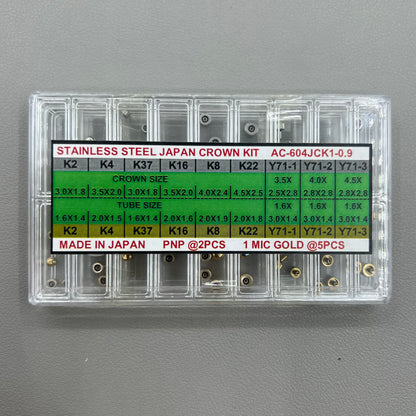 STAINLESS STEEL JAPAN CROWN KIT AC-604JCK1-0.9
K2 K4 K37 K16 K8 K22 Y71-1 Y71-2 Y71-3
CROWN SIZE 3.5X 4.0X 4.5X
3.0X1.8 3.5X2.0 3.0X1.8 3.5X2.0 4.0X2.4 4.5X2.5 2.5X2.8 2.8X2.8 2.8X2.8
TUBE SIZE 1.6X 1.6X 1.6X
1.6X1.4 2.0X1.5 1.6X1.4 2.0X1.6 2.0X1.9 2.0X1.8 3.0X1.4 3.0X1.4 3.0X1.4
K2 K4 K37 K16 K8 K22 Y71-1 Y71-2 Y71-3
MADE IN JAPAN PNP @2PCS 1 MIC GOLD @5PCS